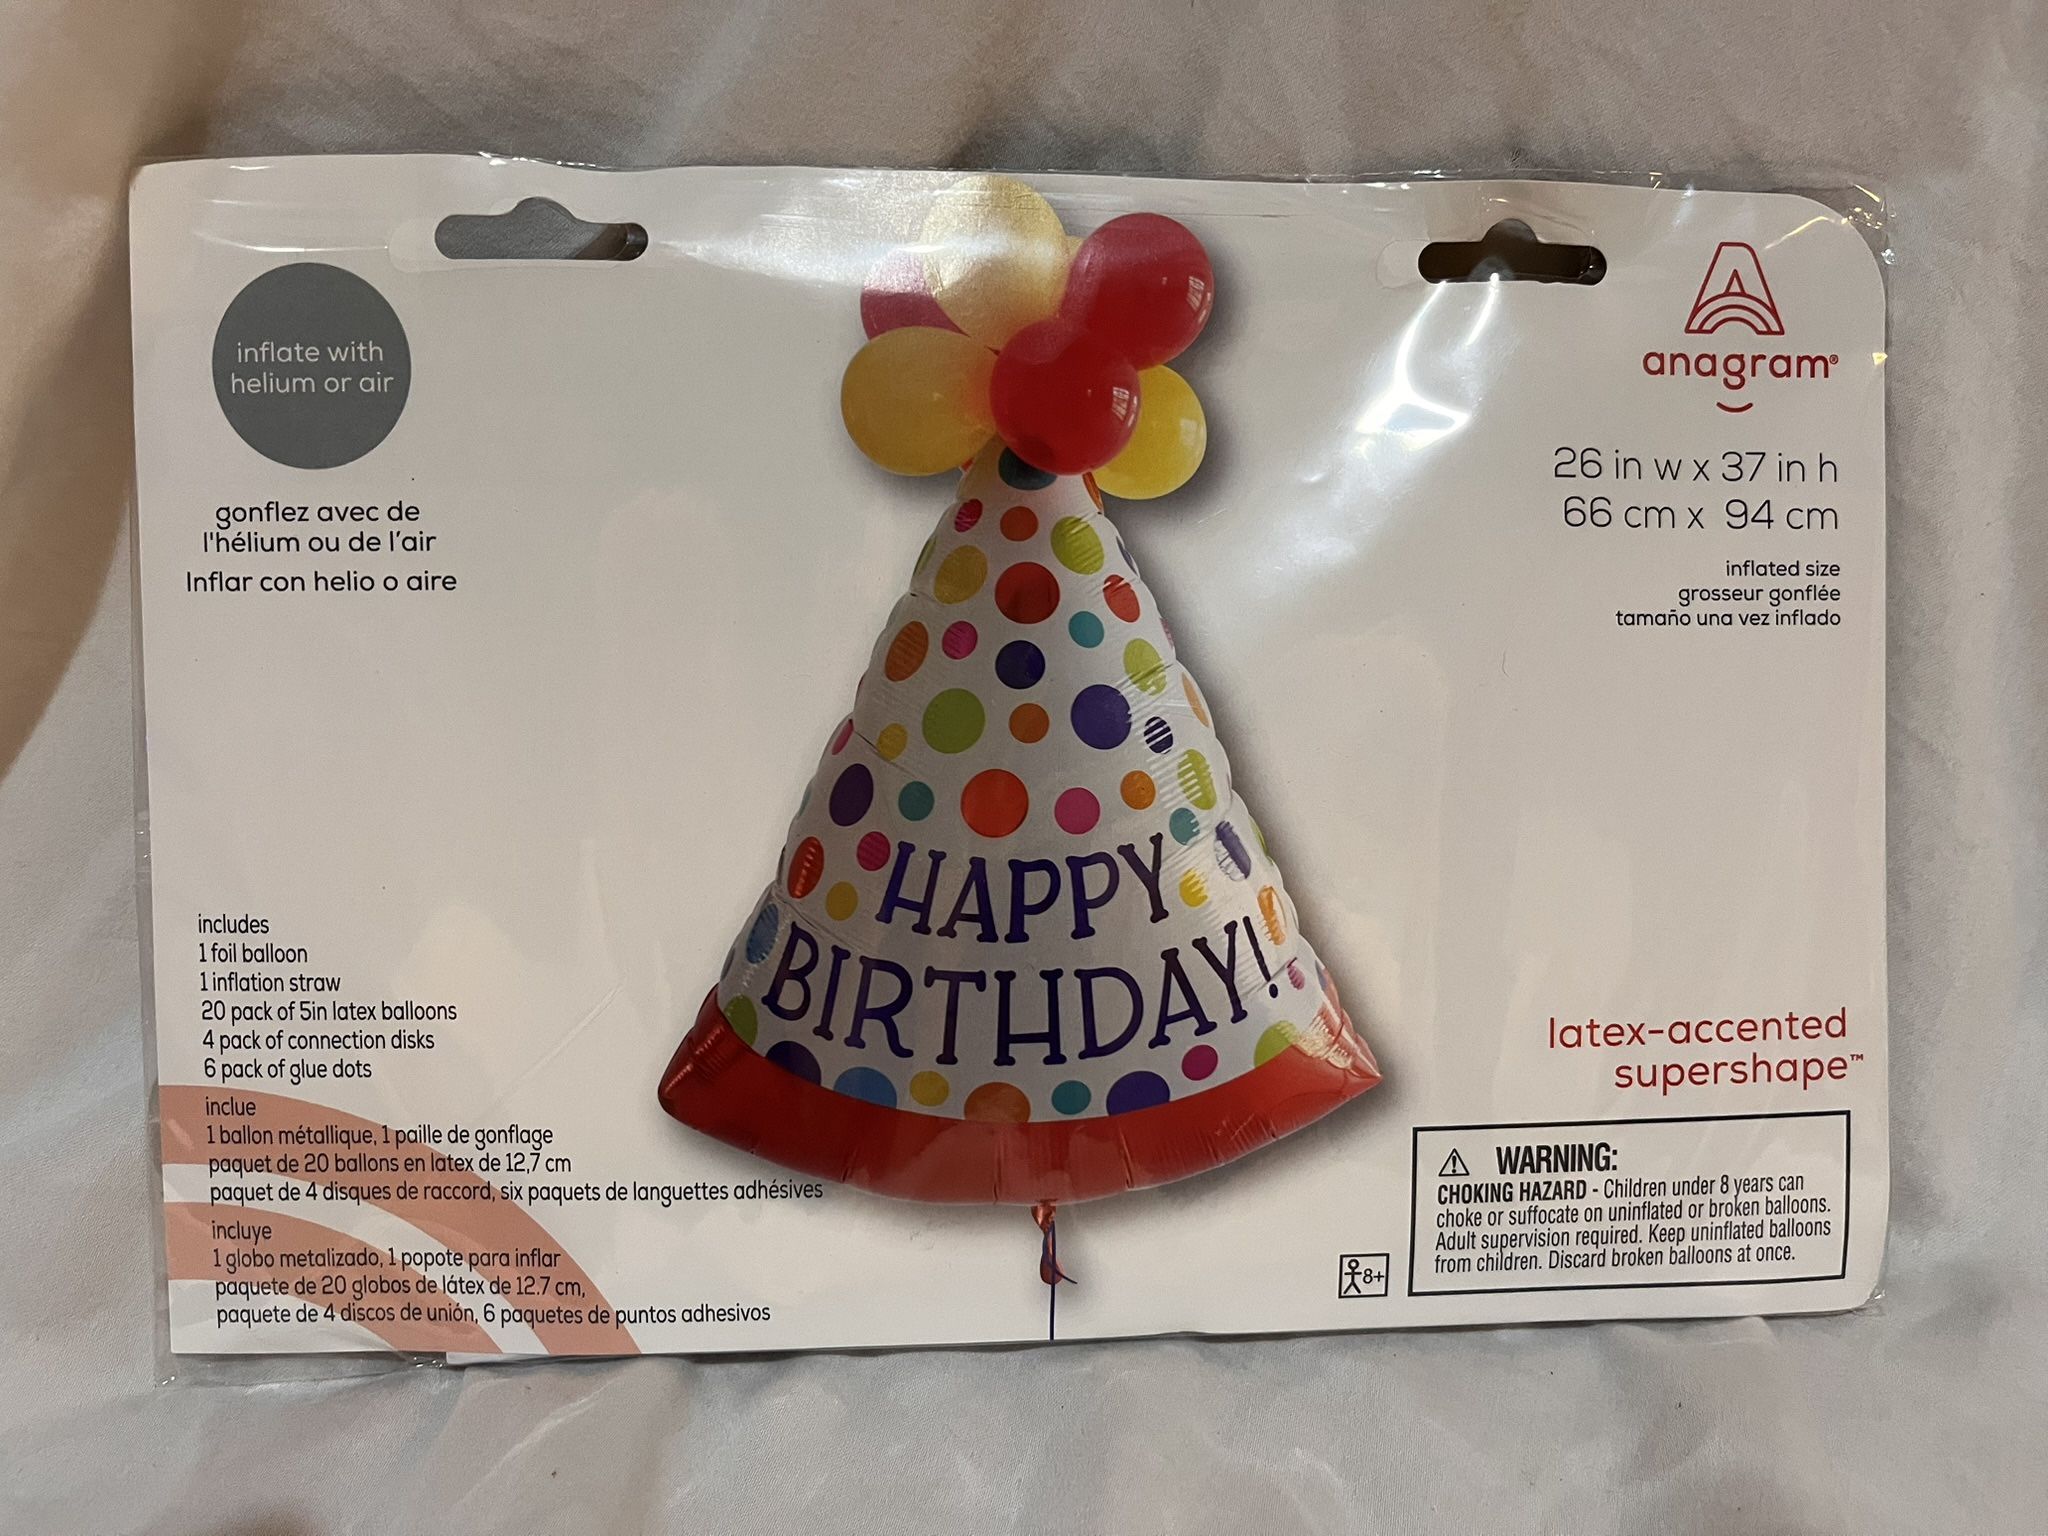 inflate with
helium or air
gonflez avec de
l'hélium ou de l'air
Inflar con helio o aire
anagram®
26 in w x 37 in h
66 cm x 94 cm
inflated size
grosseur gonflée
tamaño una vez inflado
HAPPY
BIRTHDAY!
includes
1 foil balloon
1 inflation straw
20 pack of 5in latex balloons
4 pack of connection disks
6 pack of glue dots
inclue
1 ballon métallique, 1 paille de gonflage
paquet de 20 ballons en latex de 12,7 cm
paquet de 4 disques de raccord, six paquets de languettes adhésives
incluye
1 globo metalizado, 1 popote para inflar
paquete de 20 globos de látex de 12.7 cm,
paquete de 4 discos de unión, 6 paquetes de puntos adhesivos
latex-accented
supershape™
WARNING:
CHOKING HAZARD - Children under 8 years can
choke or suffocate on uninflated or broken balloons.
Adult supervision required. Keep uninflated balloons
from children. Discard broken balloons at once.
8+